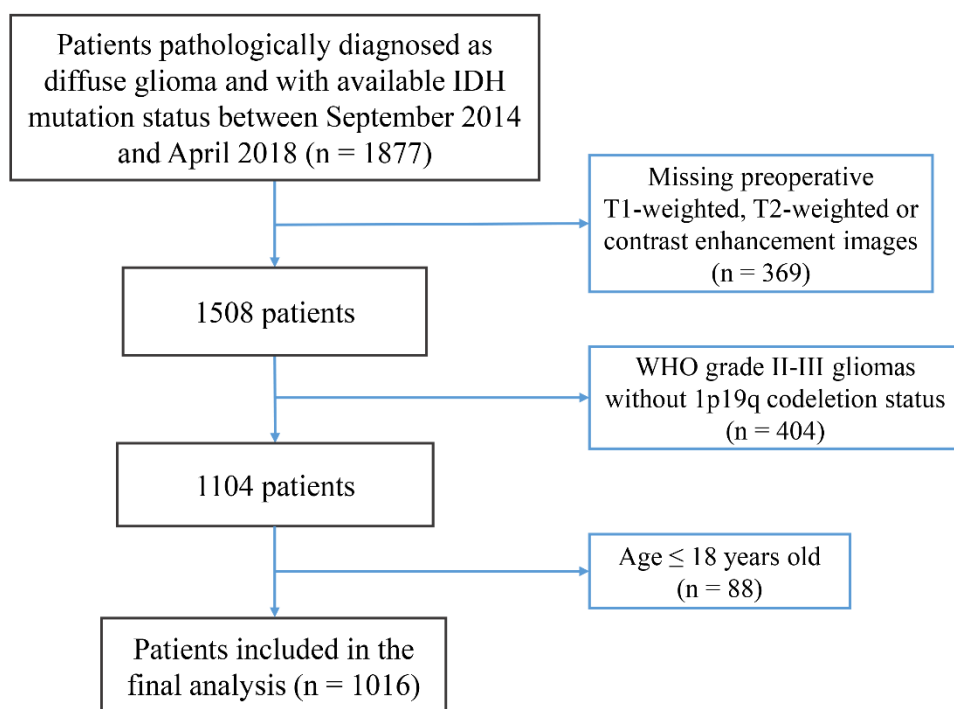 Patients pathologically diagnosed as
diffuse glioma and with available IDH
mutation status between September 2014
and April 2018 (n = 1877)
Missing preoperative
T1-weighted, T2-weighted or
contrast enhancement images
(n = 369)
1508 patients
WHO grade II-III gliomas
without 1p19q codeletion status
(n = 404)
1104 patients
Age ≤ 18 years old
(n = 88)
Patients included in the
final analysis (n = 1016)